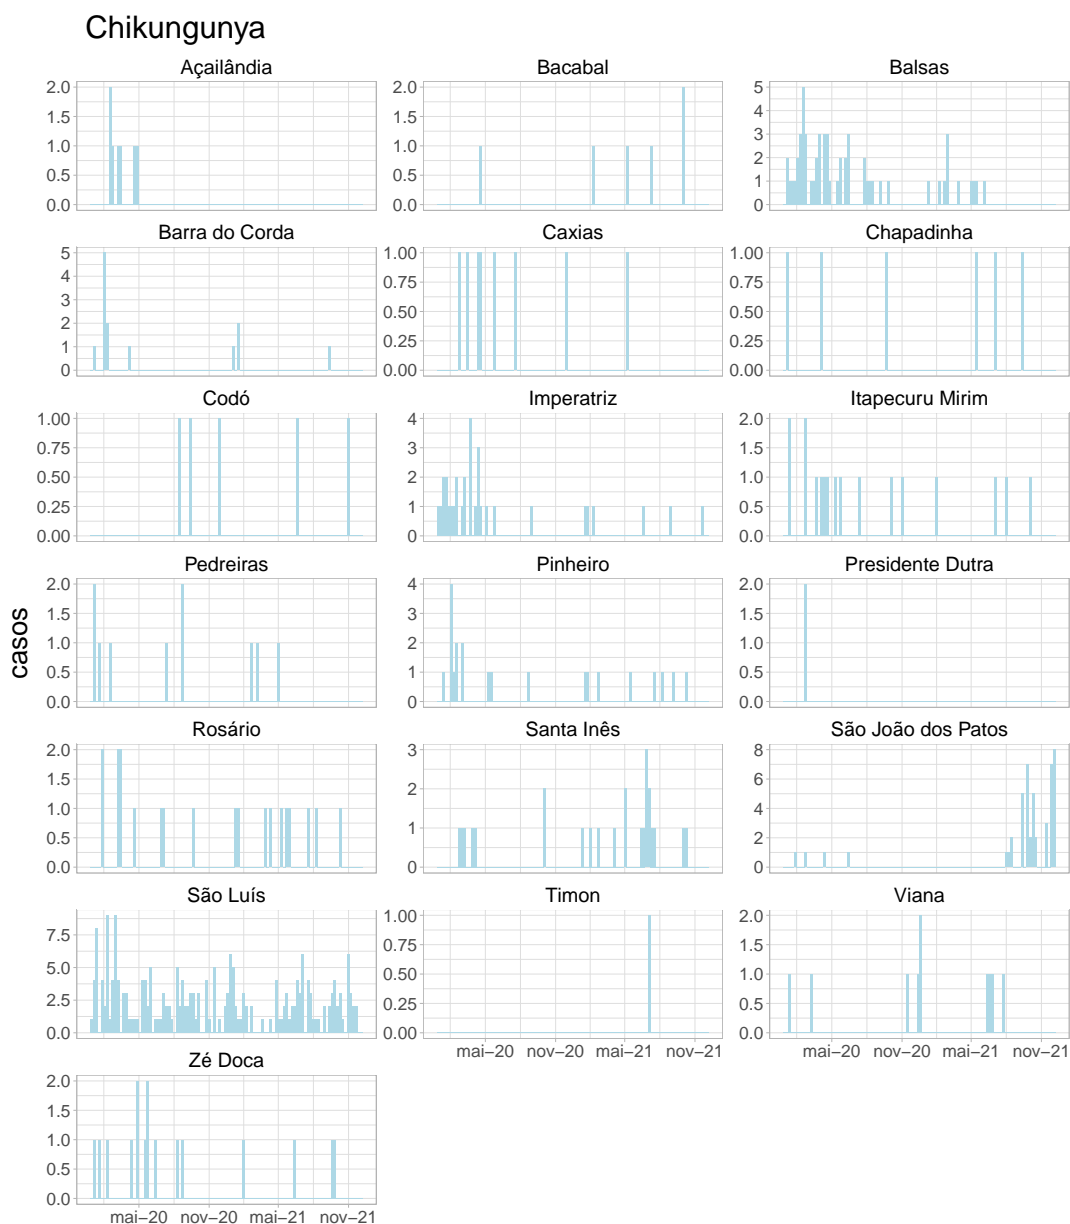 Chikungunya
Açailândia Bacabal Balsas
2.0 2.0 5
1.5 1.5 4
1.0 1.0 3
0.5 0.5 2
0.0 0.0 1
0
Barra do Corda Caxias Chapadinha
5 1.00 1.00
4 0.75 0.75
3 0.50 0.50
2 0.25 0.25
1 0.00 0.00
0
Codó Imperatriz Itapecuru Mirim
1.00 4 2.0
0.75 3 1.5
0.50 2 1.0
0.25 1 0.5
0.00 0 0.0
Pedreiras Pinheiro Presidente Dutra
2.0 4 2.0
1.5 3 1.5
1.0 2 1.0
0.5 1 0.5
0.0 0 0.0
casos
Rosário Santa Inês São João dos Patos
2.0 3 8
1.5 2 6
1.0 1 4
0.5 0 2
0.0 0
São Luís Timon Viana
7.5 1.00 2.0
5.0 0.75 1.5
2.5 0.50 1.0
0.0 0.25 0.5
0.00 0.0
mai–20 nov–20 mai–21 nov–21 mai–20 nov–20 mai–21 nov–21
Zé Doca
2.0
1.5
1.0
0.5
0.0
mai–20 nov–20 mai–21 nov–21